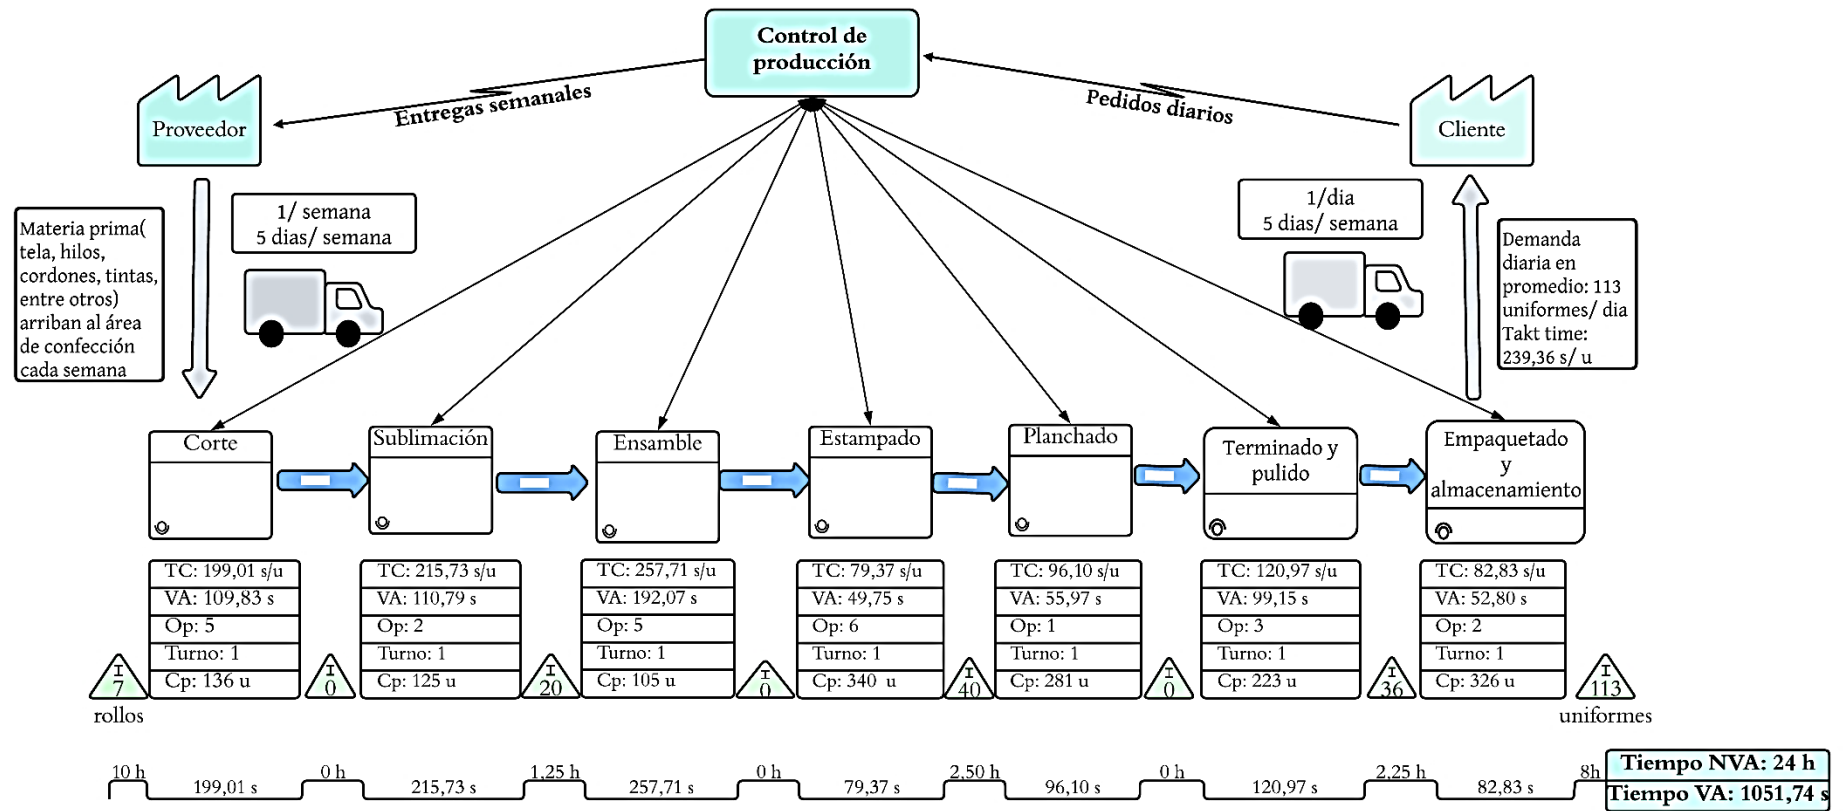 Control de
producción
Entregas semanales
Pedidos diarios
Proveedor
Cliente
1/ semana
5 dias/ semana
1/dia
5 dias/ semana
Materia prima(
tela, hilos,
cordones, tintas,
entre otros)
arriban al área
de confección
cada semana
Demanda
diaria en
promedio: 113
uniformes/ dia
Takt time:
239,36 s/ u
Corte
Sublimación
Ensamble
Estampado
Planchado
Terminado y
pulido
Empaquetado
y
almacenamiento
TC: 199,01 s/u
VA: 109,83 s
Op: 5
Turno: 1
Cp: 136 u
TC: 215,73 s/u
VA: 110,79 s
Op: 2
Turno: 1
Cp: 125 u
TC: 257,71 s/u
VA: 192,07 s
Op: 5
Turno: 1
Cp: 105 u
TC: 79,37 s/u
VA: 49,75 s
Op: 6
Turno: 1
Cp: 340 u
TC: 96,10 s/u
VA: 55,97 s
Op: 1
Turno: 1
Cp: 281 u
TC: 120,97 s/u
VA: 99,15 s
Op: 3
Turno: 1
Cp: 223 u
TC: 82,83 s/u
VA: 52,80 s
Op: 2
Turno: 1
Cp: 326 u
I
7
rollos
I
0
I
20
I
0
I
40
I
0
I
36
I
113
uniformes
10 h
199,01 s
0 h
215,73 s
1,25 h
257,71 s
0 h
79,37 s
2,50 h
96,10 s
0 h
120,97 s
2,25 h
82,83 s
8h
Tiempo NVA: 24 h
Tiempo VA: 1051,74 s